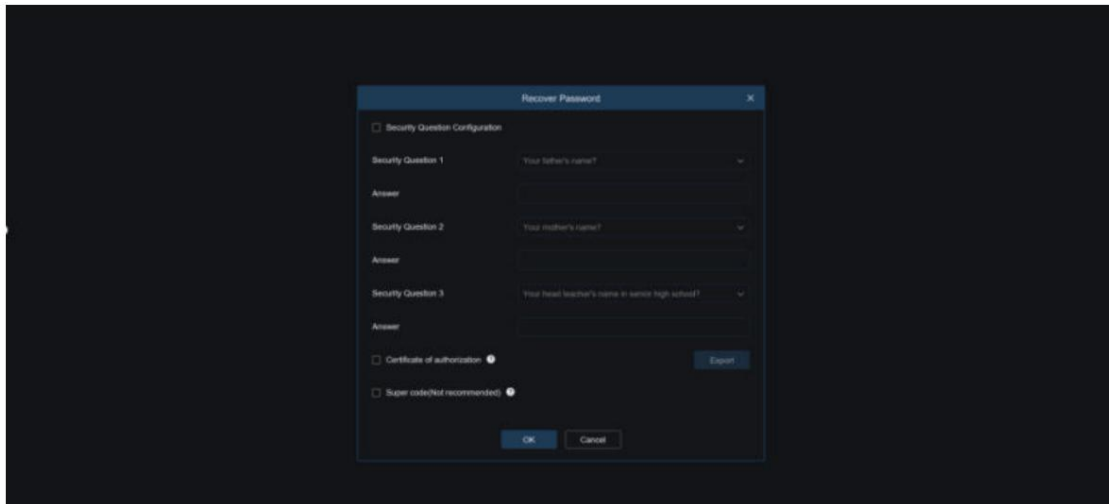 Recover Password
Security Question Configuration
Security Question 1 Your father's name?
Answer
Security Question 2 Your mother's name?
Answer
Security Question 3 Your head teacher's name in senior high school?
Answer
Certificate of authorization Export
Super code(Not recommended)
OK Cancel